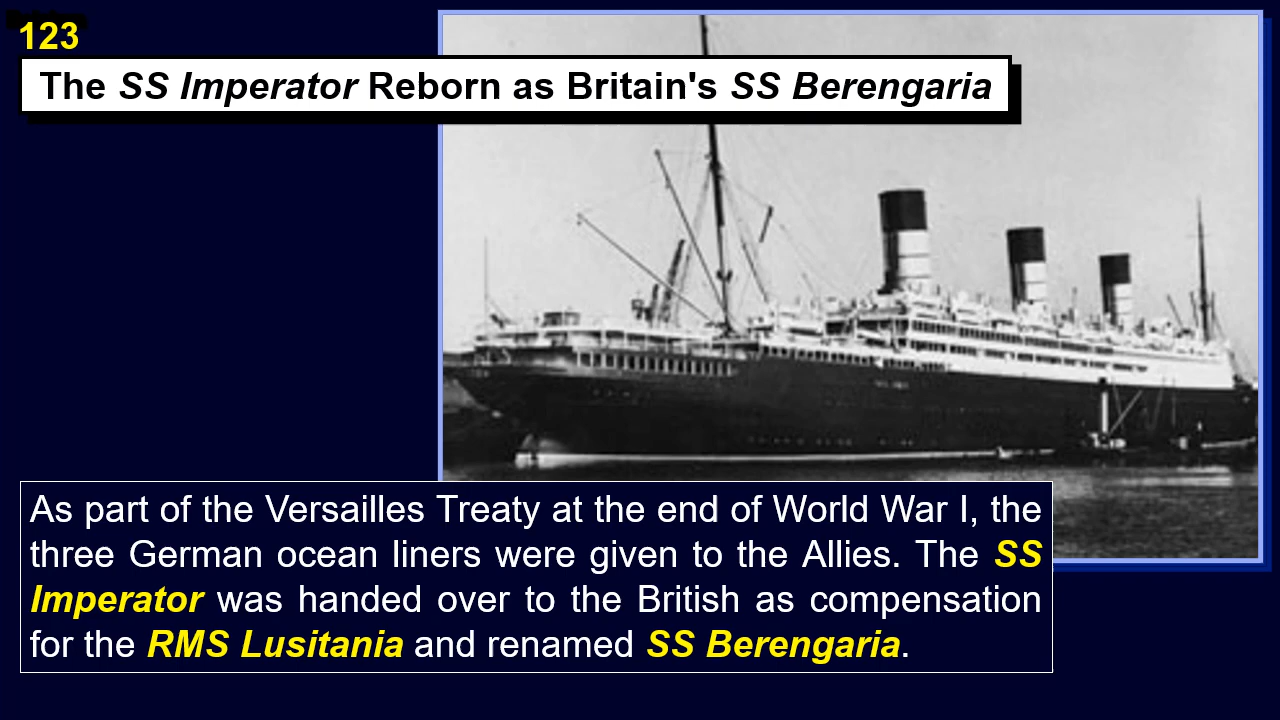 123
The SS Imperator Reborn as Britain's SS Berengaria
As part of the Versailles Treaty at the end of World War I, the
three German ocean liners were given to the Allies. The SS
Imperator was handed over to the British as compensation
for the RMS Lusitania and renamed SS Berengaria.